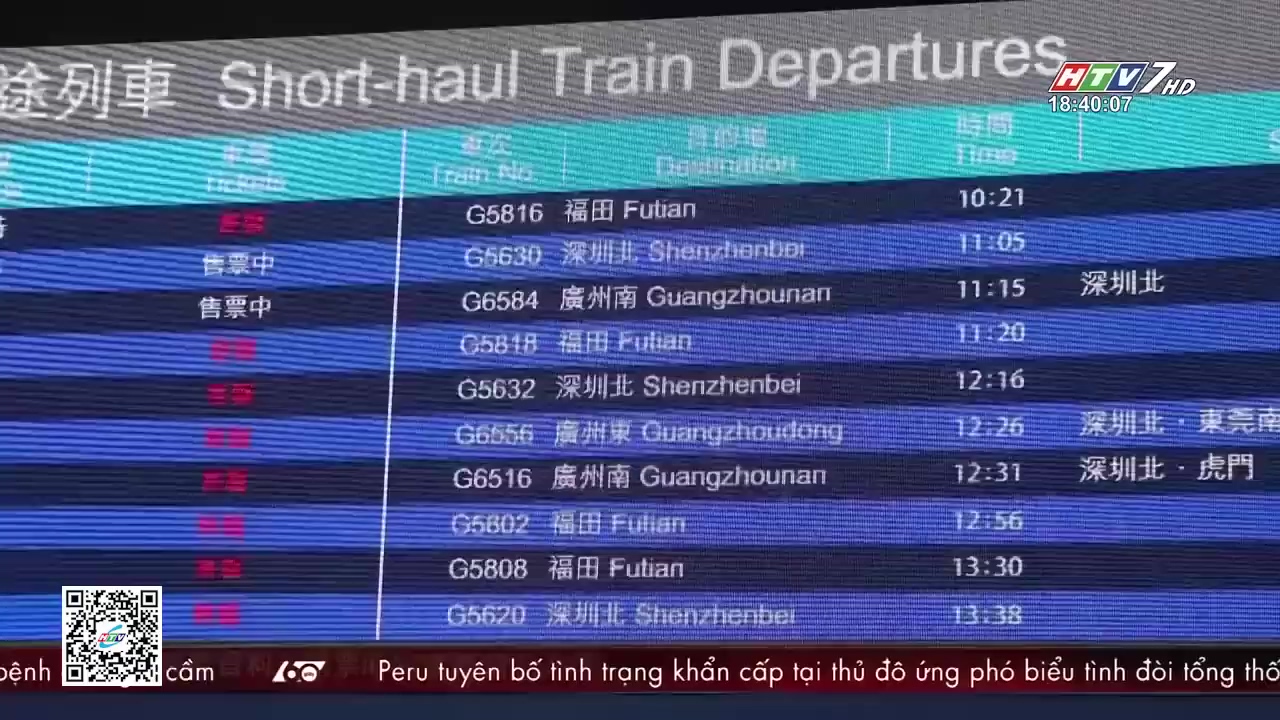 途列車 Short-haul Train Departures
HTV7 HD
18:40:07
車次 目的地 時間
Tickets Train No. Destination Time
G5816 福田 Futian 10:21
售票中 G5630 深圳北 Shenzhenbei 11:05
售票中 G6584 廣州南 Guangzhounan 11:15 深圳北
G5818 福田 Futian 11:20
G5632 深圳北 Shenzhenbei 12:16
G6556 廣州東 Guangzhoudong 12:26 深圳北 · 東莞南
G6516 廣州南 Guangzhounan 12:31 深圳北 · 虎門
G5802 福田 Futian 12:56
G5808 福田 Futian 13:30
G5620 深圳北 Shenzhenbei 13:38
HTV
bệnh cầm 60 giây Peru tuyên bố tình trạng khẩn cấp tại thủ đô ứng phó biểu tình đòi tổng thố